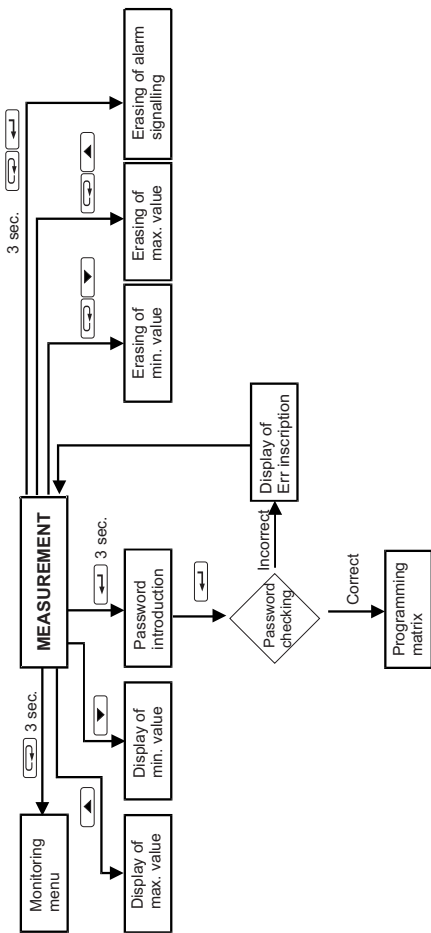 3 sec.
MEASUREMENT
3 sec.
Monitoring
menu
Display of
max. value
Display of
min. value
3 sec.
Password
introduction
Erasing of
min. value
Erasing of
max. value
Erasing of alarm
signalling
Password
checking
Incorrect
Display of
Err inscription
Correct
Programming
matrix